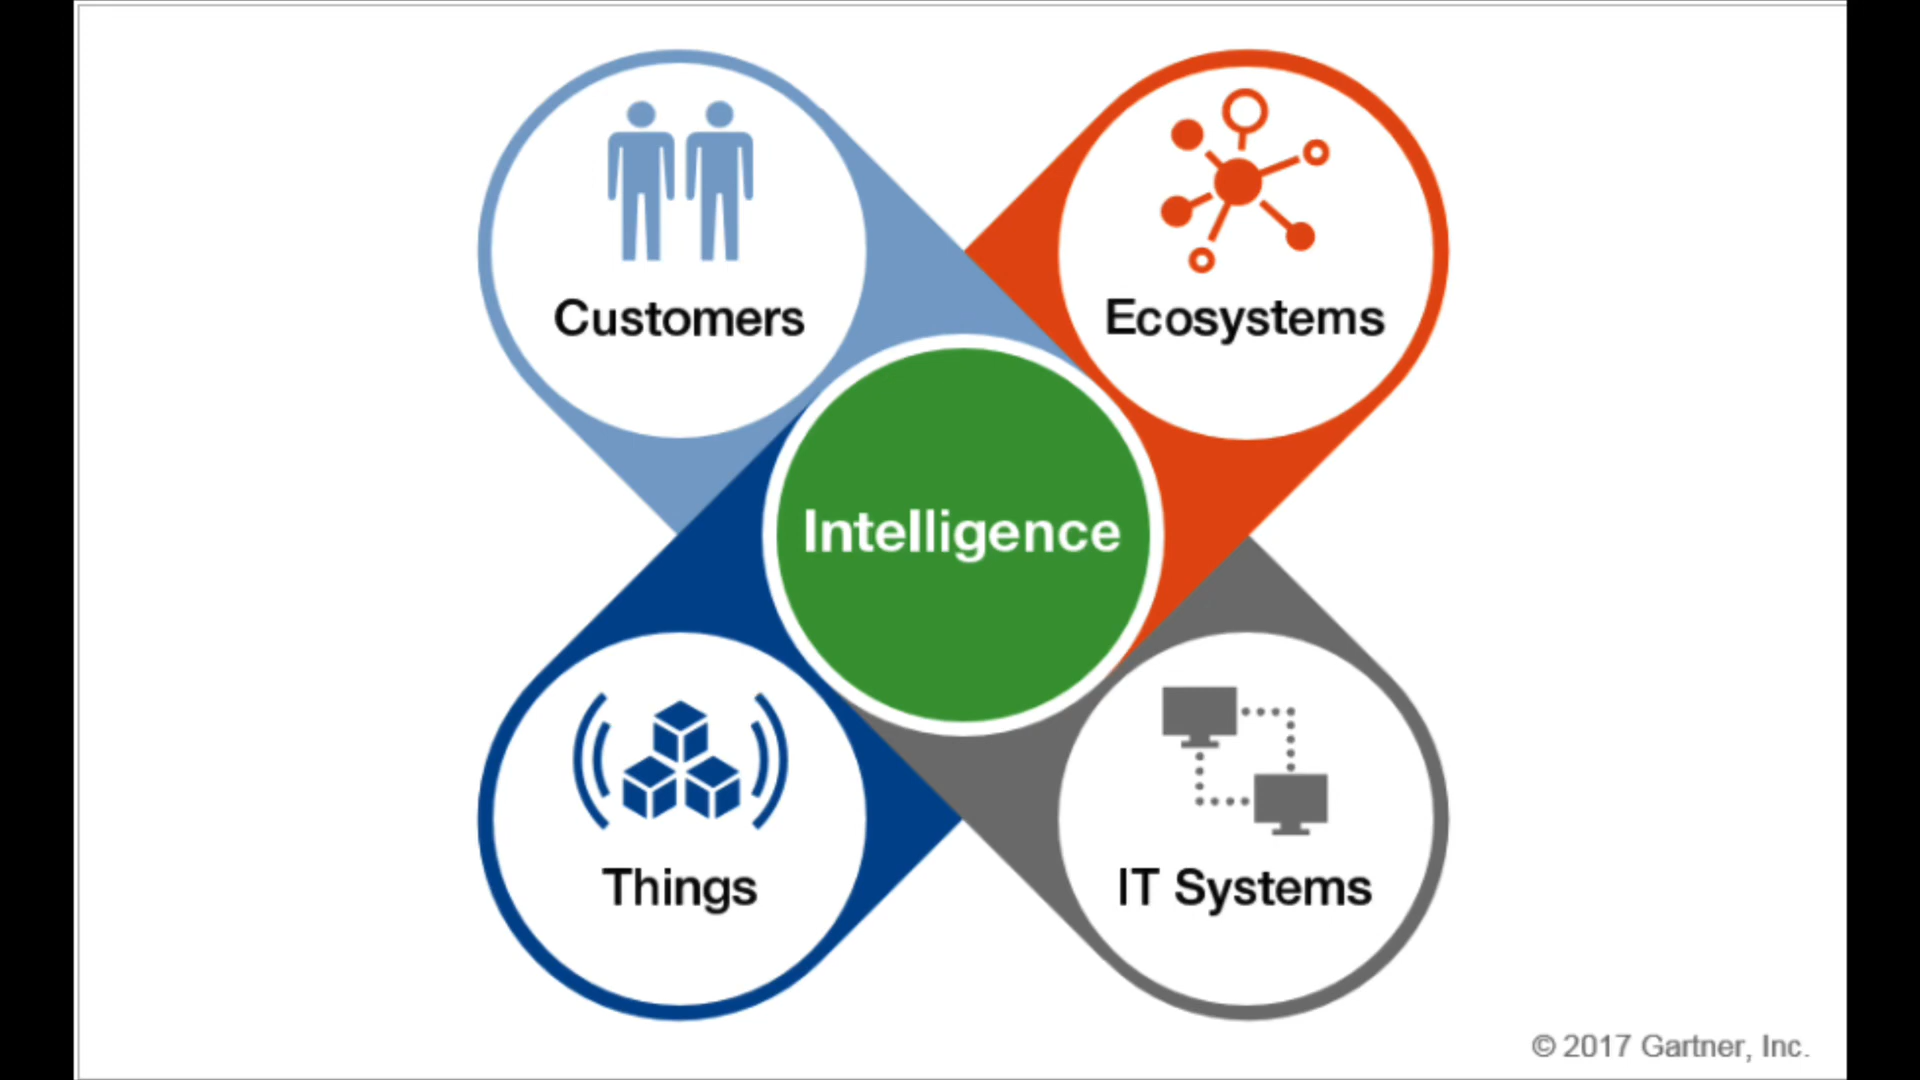 Customers
Ecosystems
Intelligence
Things
IT Systems
© 2017 Gartner, Inc.